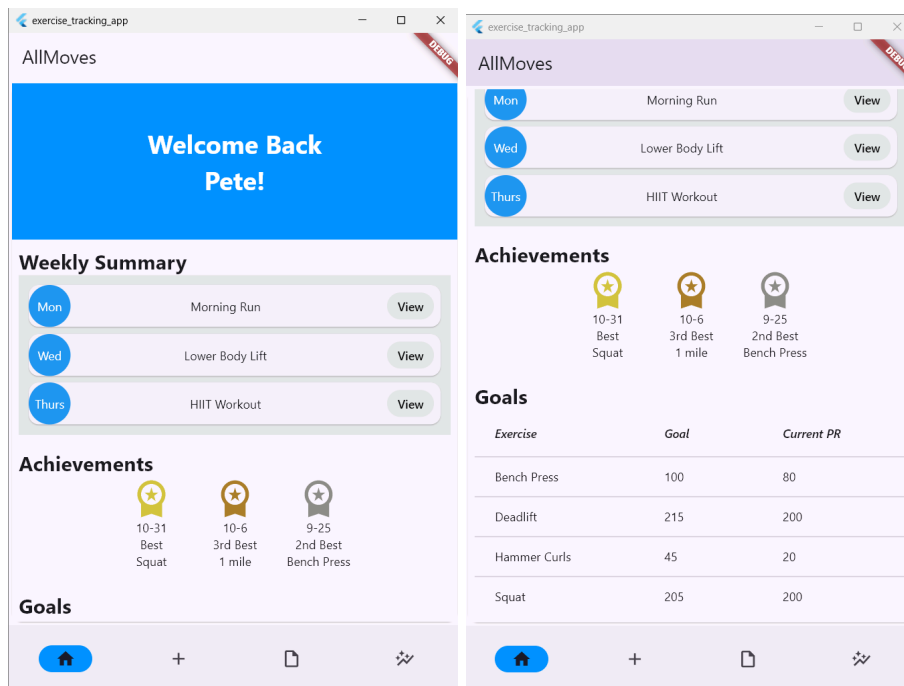 exercise_tracking_app
AllMoves
DEBUG
Welcome Back
Pete!
Weekly Summary
Mon Morning Run View
Wed Lower Body Lift View
Thurs HIIT Workout View
Achievements
10-31 10-6 9-25
Best 3rd Best 2nd Best
Squat 1 mile Bench Press
Goals
exercise_tracking_app
AllMoves
DEBU
Mon Morning Run View
Wed Lower Body Lift View
Thurs HIIT Workout View
Achievements
10-31 10-6 9-25
Best 3rd Best 2nd Best
Squat 1 mile Bench Press
Goals
Exercise Goal Current PR
Bench Press 100 80
Deadlift 215 200
Hammer Curls 45 20
Squat 205 200